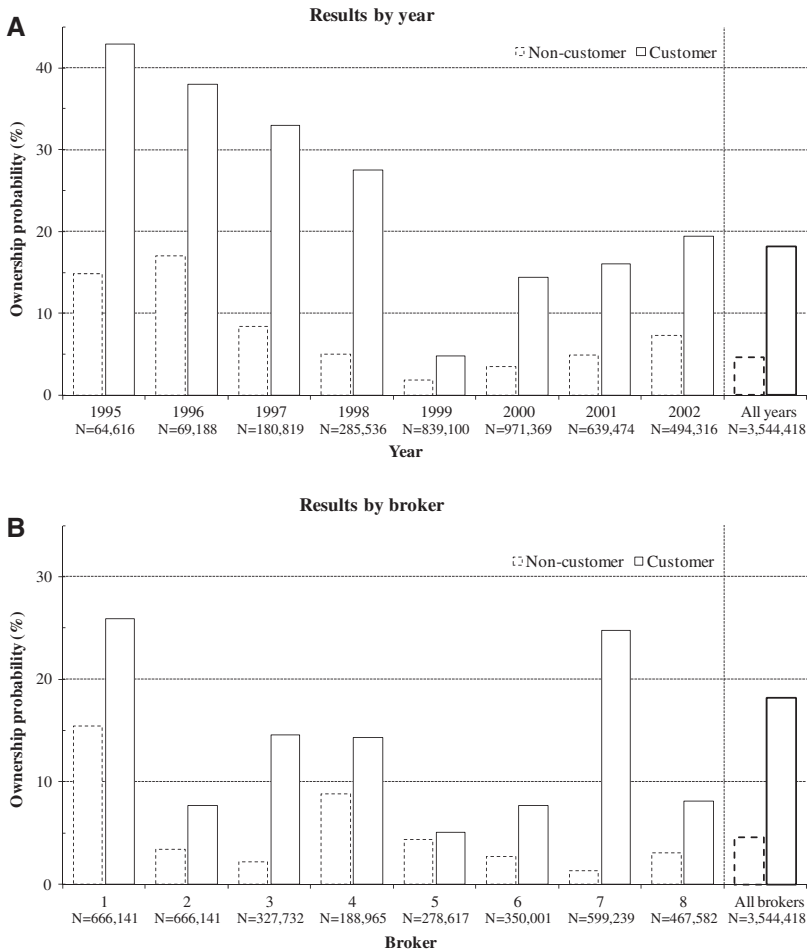 A
Results by year
Non-customer Customer
Ownership probability (%)
40
30
20
10
0
1995 1996 1997 1998 1999 2000 2001 2002 All years
N=64,616 N=69,188 N=180,819 N=285,536 N=839,100 N=971,369 N=639,474 N=494,316 N=3,544,418
Year
B
Results by broker
Non-customer Customer
Ownership probability (%)
30
20
10
0
1 2 3 4 5 6 7 8 All brokers
N=666,141 N=666,141 N=327,732 N=188,965 N=278,617 N=350,001 N=599,239 N=467,582 N=3,544,418
Broker